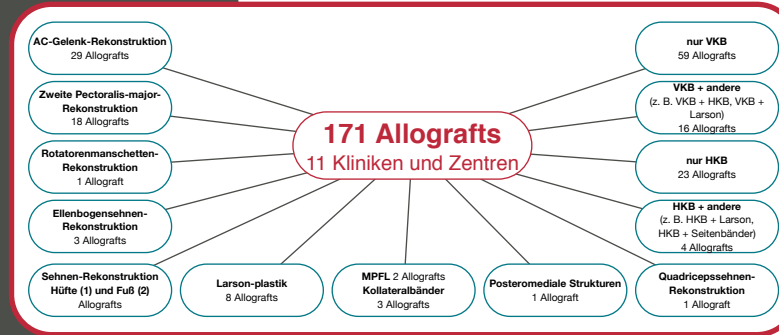 AC-Gelenk-Rekonstruktion
29 Allografts
Zweite Pectoralis-major-
Rekonstruktion
18 Allografts
Rotatorenmanschetten-
Rekonstruktion
1 Allograft
Ellenbogensehnen-
Rekonstruktion
3 Allografts
Sehnen-Rekonstruktion
Hüfte (1) und Fuß (2)
Allografts
Larson-plastik
8 Allografts
MPFL 2 Allografts
Kollateralbänder
3 Allografts
Posteromediale Strukturen
1 Allograft
Quadricepssehnen-
Rekonstruktion
1 Allograft
171 Allografts
11 Kliniken und Zentren
nur VKB
59 Allografts
VKB + andere
(z. B. VKB + HKB, VKB +
Larson)
16 Allografts
nur HKB
23 Allografts
HKB + andere
(z. B. HKB + Larson,
HKB + Seitenbänder)
4 Allografts